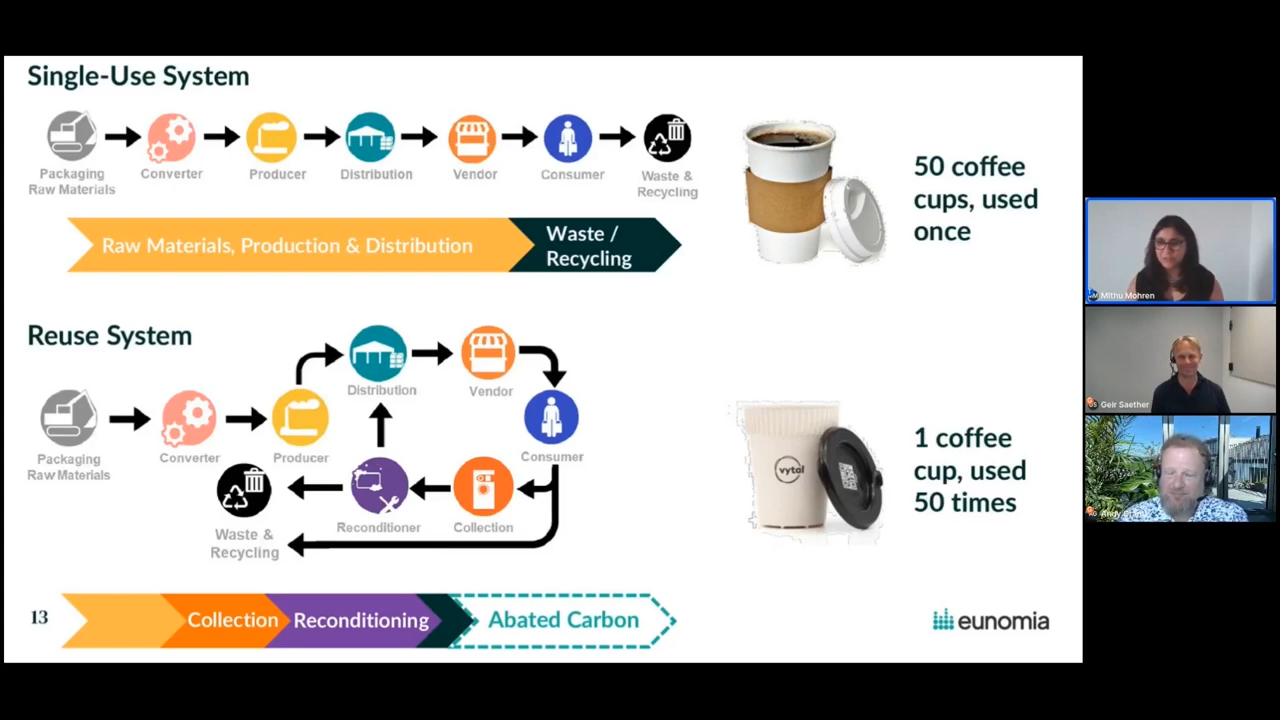 Single-Use System
Packaging
Raw Materials
Converter
Producer
Distribution
Vendor
Consumer
Waste &
Recycling
50 coffee
cups, used
once
Raw Materials, Production & Distribution
Waste /
Recycling
Mithu Mohren
Reuse System
Distribution
Vendor
Packaging
Raw Materials
Converter
Producer
Consumer
Waste &
Recycling
Reconditioner
Collection
vytal
1 coffee
cup, used
50 times
Geir Saether
Andy
13
Collection
Reconditioning
Abated Carbon
eunomia